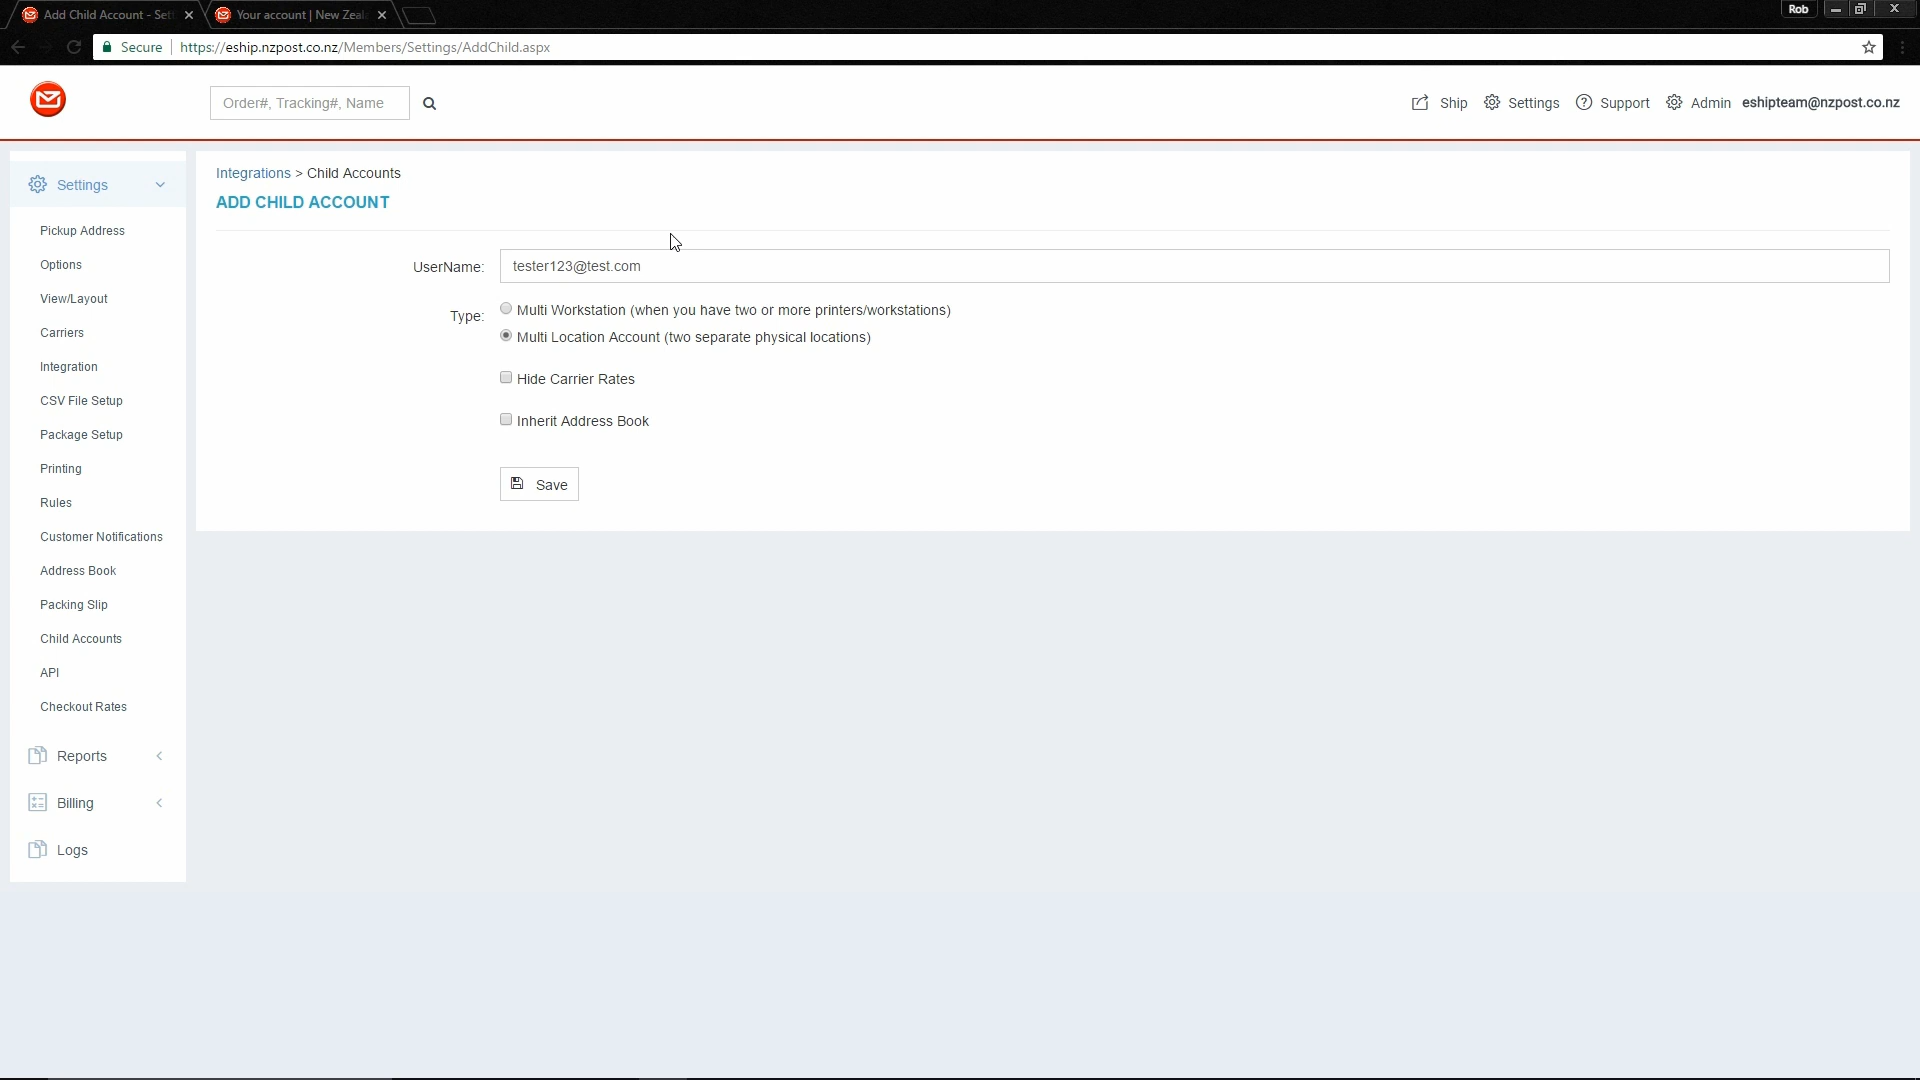 Add Child Account - Set
Your account | New Zeal
Rob
Secure
https://eship.nzpost.co.nz/Members/Settings/AddChild.aspx
Order#, Tracking#, Name
Ship
Settings
Support
Admin
eshipteam@nzpost.co.nz
Settings
Pickup Address
Options
View/Layout
Carriers
Integration
CSV File Setup
Package Setup
Printing
Rules
Customer Notifications
Address Book
Packing Slip
Child Accounts
API
Checkout Rates
Reports
Billing
Logs
Integrations > Child Accounts
ADD CHILD ACCOUNT
UserName:
tester123@test.com
Type:
Multi Workstation (when you have two or more printers/workstations)
Multi Location Account (two separate physical locations)
Hide Carrier Rates
Inherit Address Book
Save